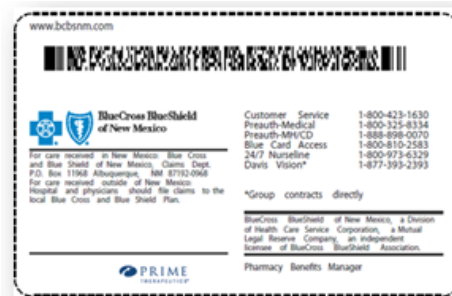 www.bcbsnm.com
BlueCross BlueShield
of New Mexico
For care received in New Mexico: Blue Cross
and Blue Shield of New Mexico, Claims Dept.
P.O. Box 11968 Albuquerque, NM 87192-0968
For care received outside of New Mexico:
Hospital and physicians should file claims to the
local Blue Cross and Blue Shield Plan.
PRIME
THERAPEUTICS®
Customer Service 1-800-423-1630
Preauth-Medical 1-800-325-8334
Preauth-MH/CD 1-888-898-0070
Blue Card Access 1-800-810-2583
24/7 Nurseline 1-800-973-6329
Davis Vision* 1-877-393-2393
*Group contracts directly
BlueCross BlueShield of New Mexico, a Division
of Health Care Service Corporation, a Mutual
Legal Reserve Company, an independent
licensee of BlueCross BlueShield Association.
Pharmacy Benefits Manager